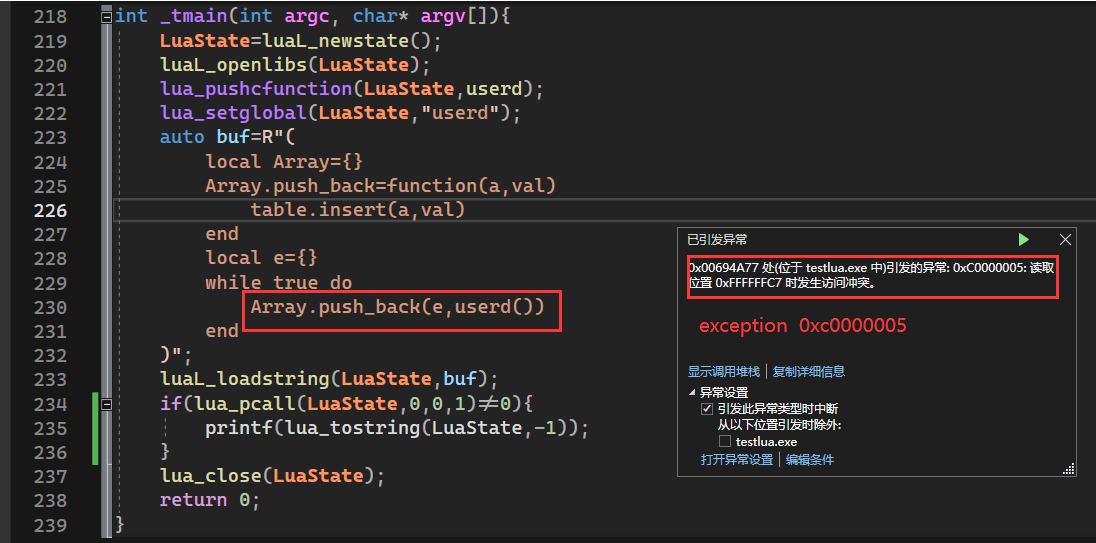 218 int _tmain(int argc, char* argv[]){
219 LuaState=luaL_newstate();
220 luaL_openlibs(LuaState);
221 lua_pushcfunction(LuaState,userd);
222 lua_setglobal(LuaState,"userd");
223 auto buf=R"(
224 local Array={}
225 Array.push_back=function(a,val)
226 table.insert(a,val)
227 end
228 local e={}
229 while true do
230 Array.push_back(e,userd())
231 end
232 )";
233 luaL_loadstring(LuaState,buf);
234 if(lua_pcall(LuaState,0,0,1)≠0){
235 printf(lua_tostring(LuaState,-1));
236 }
237 lua_close(LuaState);
238 return 0;
239 }
已引发异常
0x00694A77 处(位于 testlua.exe 中)引发的异常: 0xC0000005: 读取
位置 0xFFFFFFC7 时发生访问冲突。
exception 0xc0000005
显示调用堆栈 | 复制详细信息
异常设置
引发此异常类型时中断
从以下位置引发时除外:
testlua.exe
打开异常设置 | 编辑条件